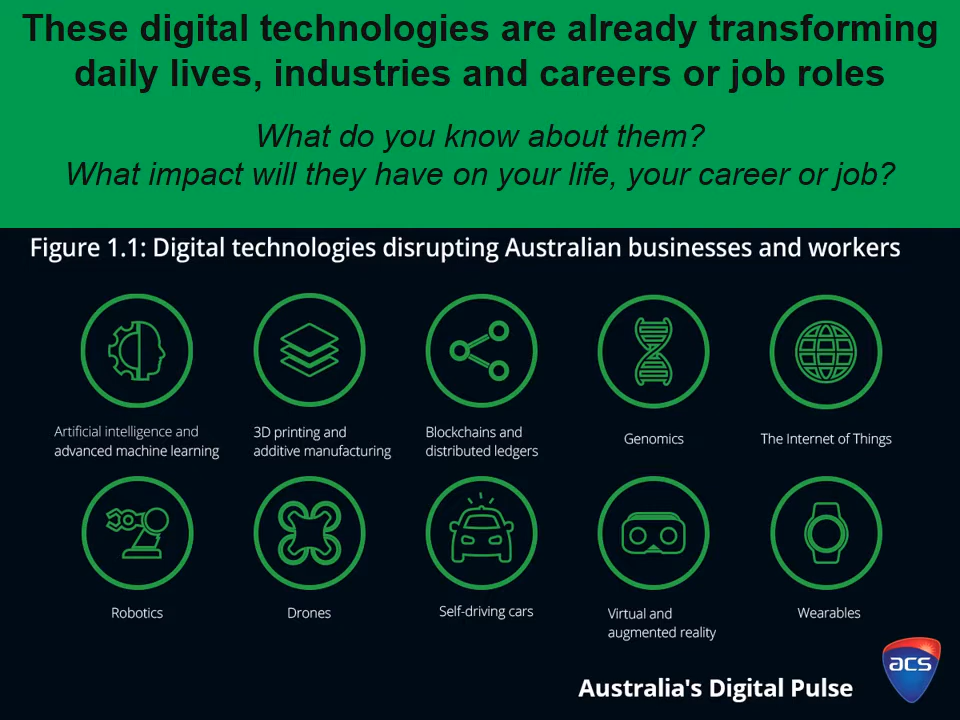 These digital technologies are already transforming
daily lives, industries and careers or job roles
What do you know about them?
What impact will they have on your life, your career or job?
Figure 1.1: Digital technologies disrupting Australian businesses and workers
Artificial intelligence and
advanced machine learning
3D printing and
additive manufacturing
Blockchains and
distributed ledgers
Genomics
The Internet of Things
Robotics
Drones
Self-driving cars
Virtual and
augmented reality
Wearables
acs
Australia's Digital Pulse